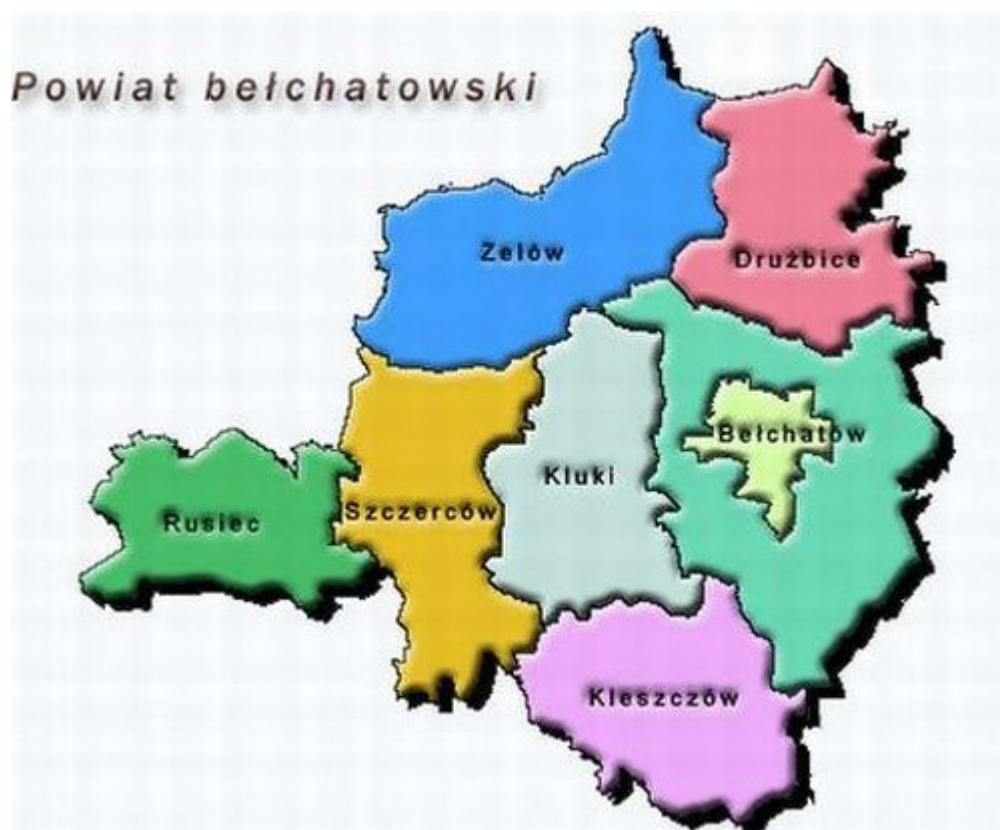 Powiat bełchatowski
Zelów
Drużbice
Bełchatów
Kluki
Szczerców
Rusiec
Kleszczów